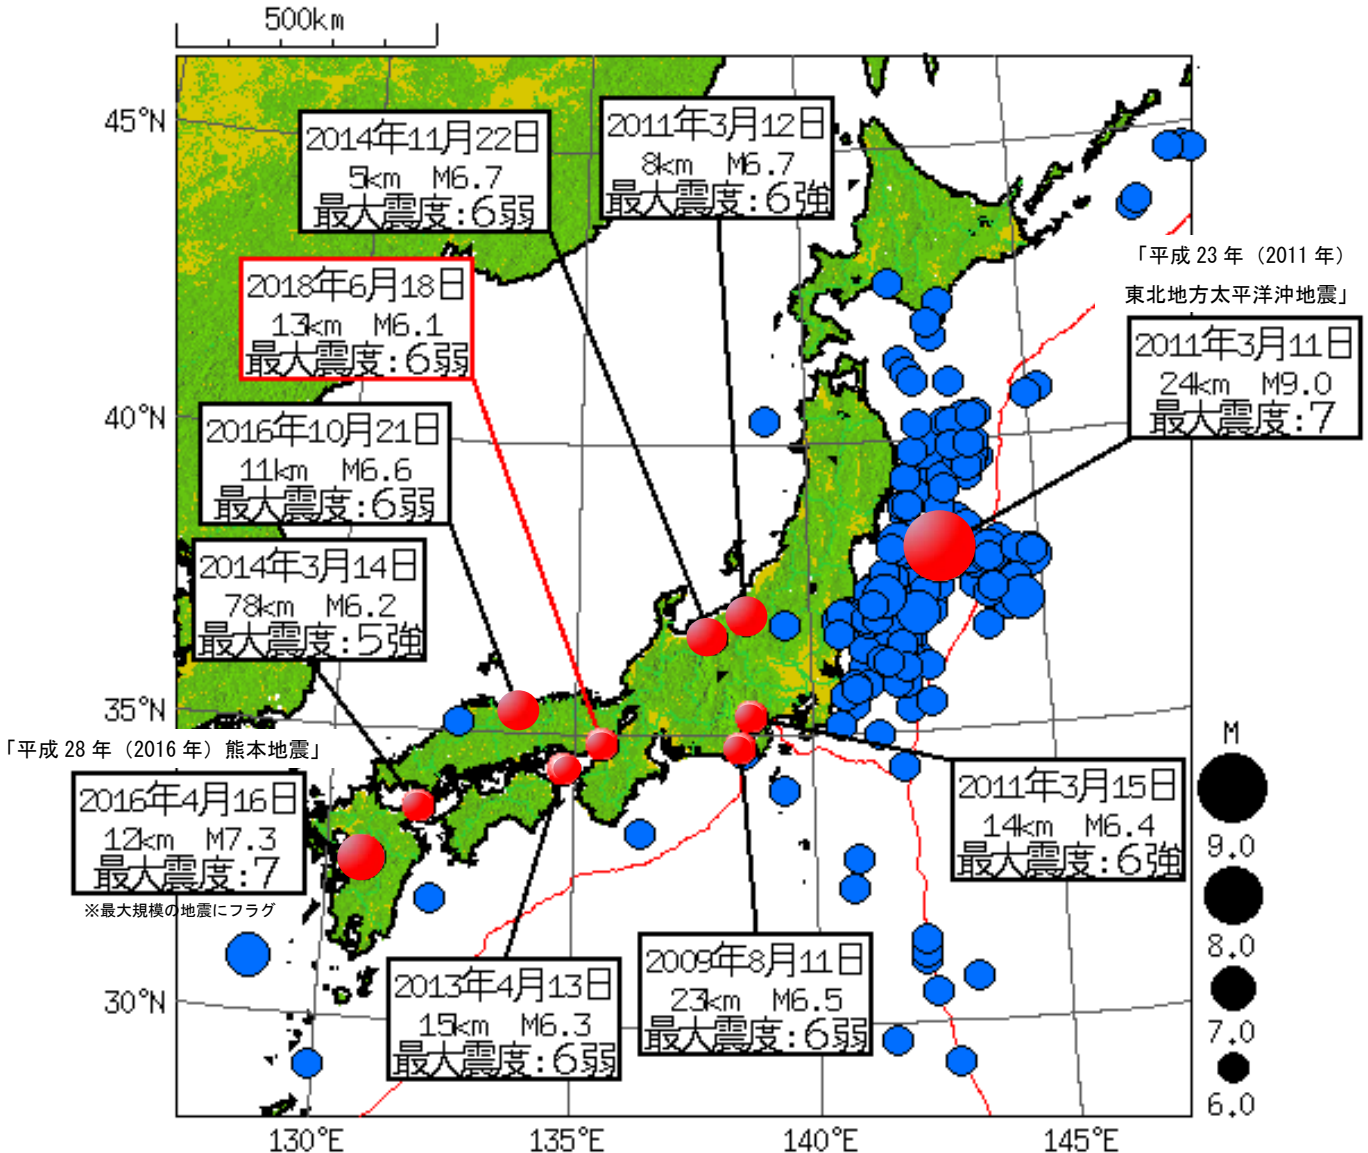 500km
45°N
40°N
35°N
30°N
130°E
135°E
140°E
145°E
2014年11月22日
5km M6.7
最大震度:6弱
2011年3月12日
8km M6.7
最大震度:6強
2018年6月18日
13km M6.1
最大震度:6弱
「平成 23 年（2011 年）
東北地方太平洋沖地震」
2011年3月11日
24km M9.0
最大震度:7
2016年10月21日
11km M6.6
最大震度:6弱
2014年3月14日
78km M6.2
最大震度:5強
「平成 28 年（2016 年）熊本地震」
2016年4月16日
12km M7.3
最大震度:7
※最大規模の地震にフラグ
2011年3月15日
14km M6.4
最大震度:6強
2013年4月13日
15km M6.3
最大震度:6弱
2009年8月11日
23km M6.5
最大震度:6弱
M
9.0
8.0
7.0
6.0